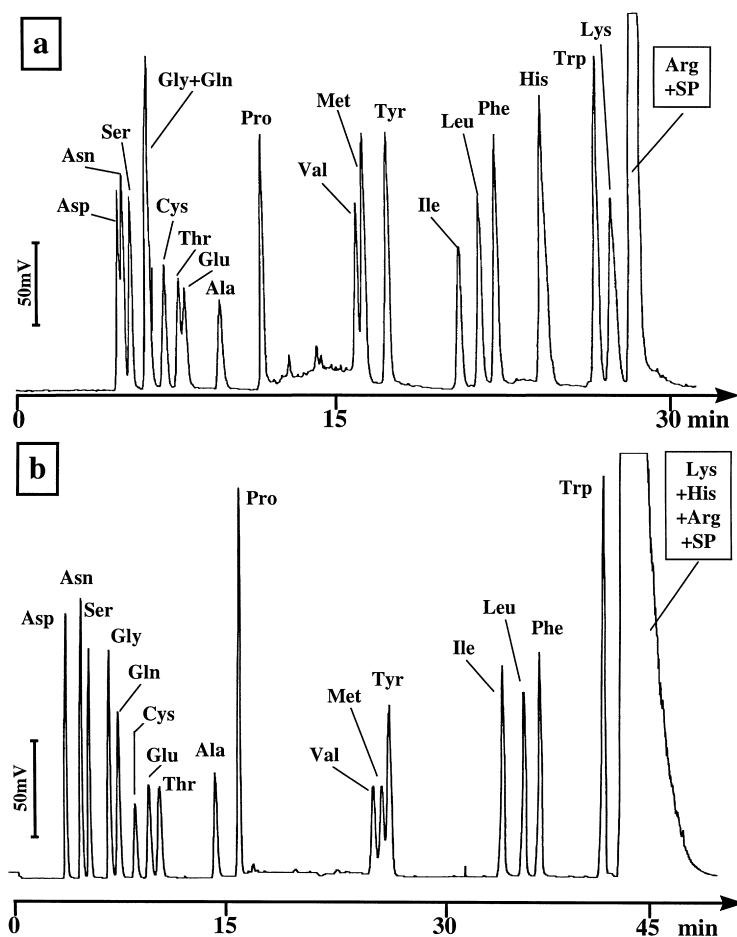 a
Gly+Gln
Ser
Asn
Asp
Cys
Thr
Glu
Ala
Pro
Val
Met
Tyr
Ile
Leu
Phe
His
Trp
Lys
Arg
+SP
50mV
0
15
30 min
b
Asp
Asn
Ser
Gly
Gln
Cys
Glu
Thr
Ala
Pro
Val
Met
Tyr
Ile
Leu
Phe
Trp
Lys
+His
+Arg
+SP
50mV
0
15
30
45
min